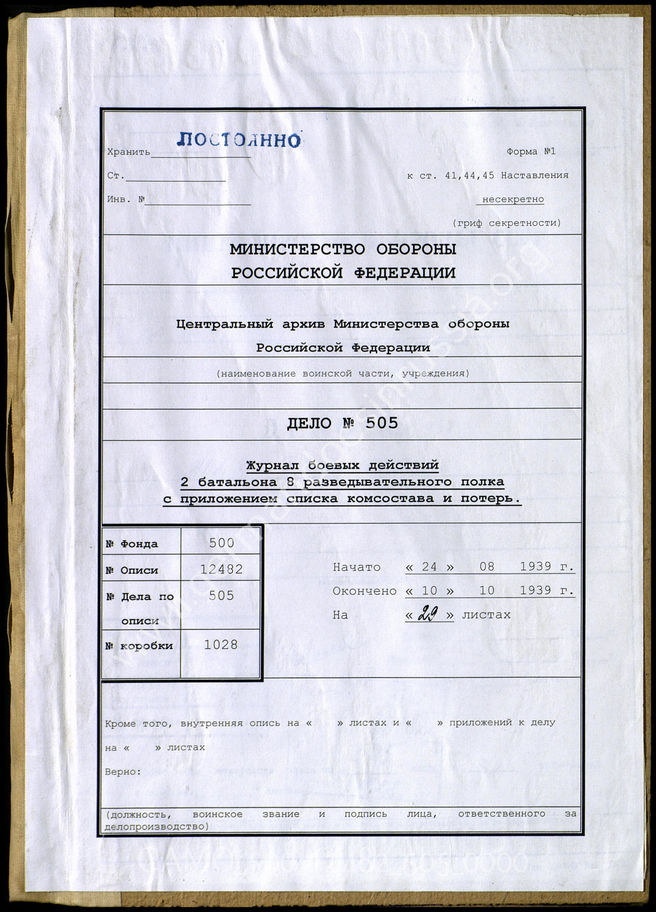 ПОСТОЯННО
Хранить
Форма №1
Ст.
к ст. 41,44,45 Наставления
Инв. №
несекретно
(гриф секретности)
МИНИСТЕРСТВО ОБОРОНЫ
РОССИЙСКОЙ ФЕДЕРАЦИИ
Центральный архив Министерства обороны
Российской Федерации
(наименование воинской части, учреждения)
ДЕЛО № 505
Журнал боевых действий
2 батальона 8 разведывательного полка
с приложением списка комсостава и потерь.
№ Фонда 500
№ Описи 12482
№ Дела по 505
описи
№ коробки 1028
Начато « 24 » 08 1939 г.
Окончено « 10 » 10 1939 г.
На « 29 » листах
Кроме того, внутренняя опись на « » листах и « » приложений к делу
на « » листах
Верно:
(должность, воинское звание и подпись лица, ответственного за
делопроизводство)